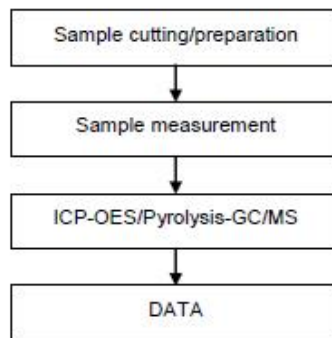 Sample cutting/preparation
Sample measurement
ICP-OES/Pyrolysis-GC/MS
DATA